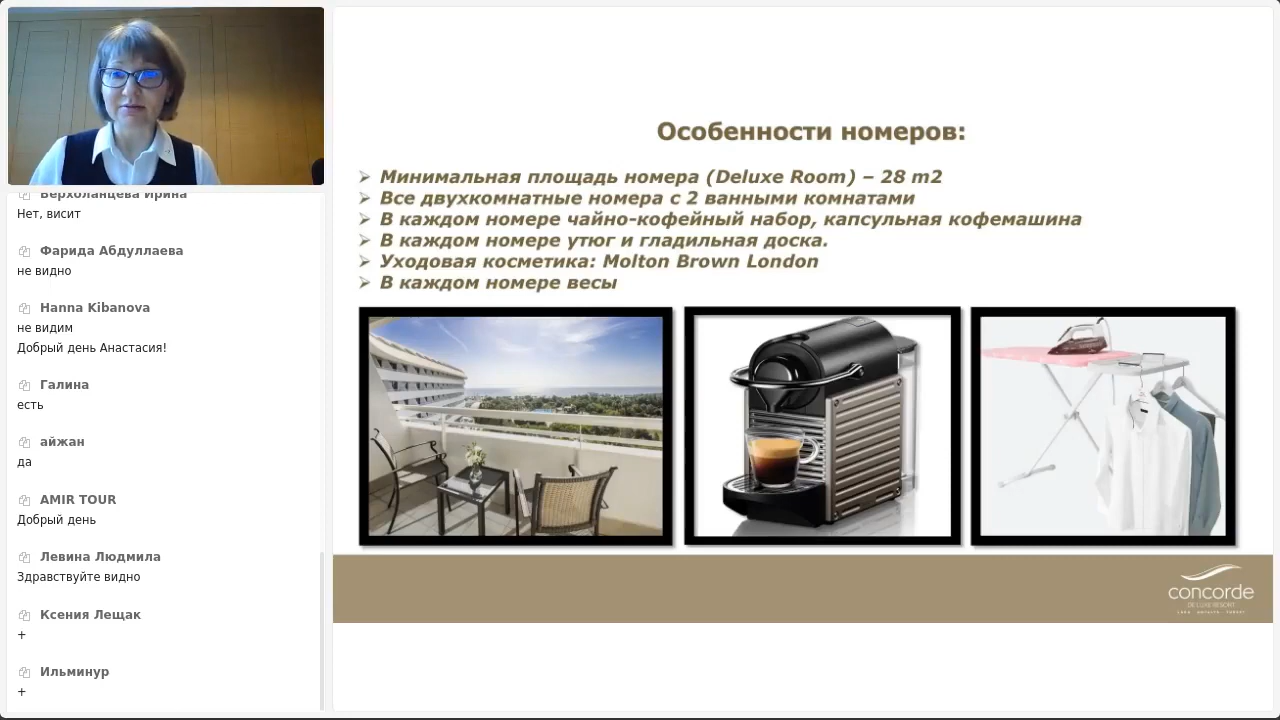 Верхоланцева Ирина
Нет, висит
Фарида Абдуллаева
не видно
Hanna Kibanova
не видим
Добрый день Анастасия!
Галина
есть
айжан
да
AMIR TOUR
Добрый день
Левина Людмила
Здравствуйте видно
Ксения Лещак
+
Ильминур
+
Особенности номеров:
Минимальная площадь номера (Deluxe Room) – 28 m2
Все двухкомнатные номера с 2 ванными комнатами
В каждом номере чайно-кофейный набор, капсульная кофемашина
В каждом номере утюг и гладильная доска.
Уходовая косметика: Molton Brown London
В каждом номере весы
concorde
DE LUXE RESORT